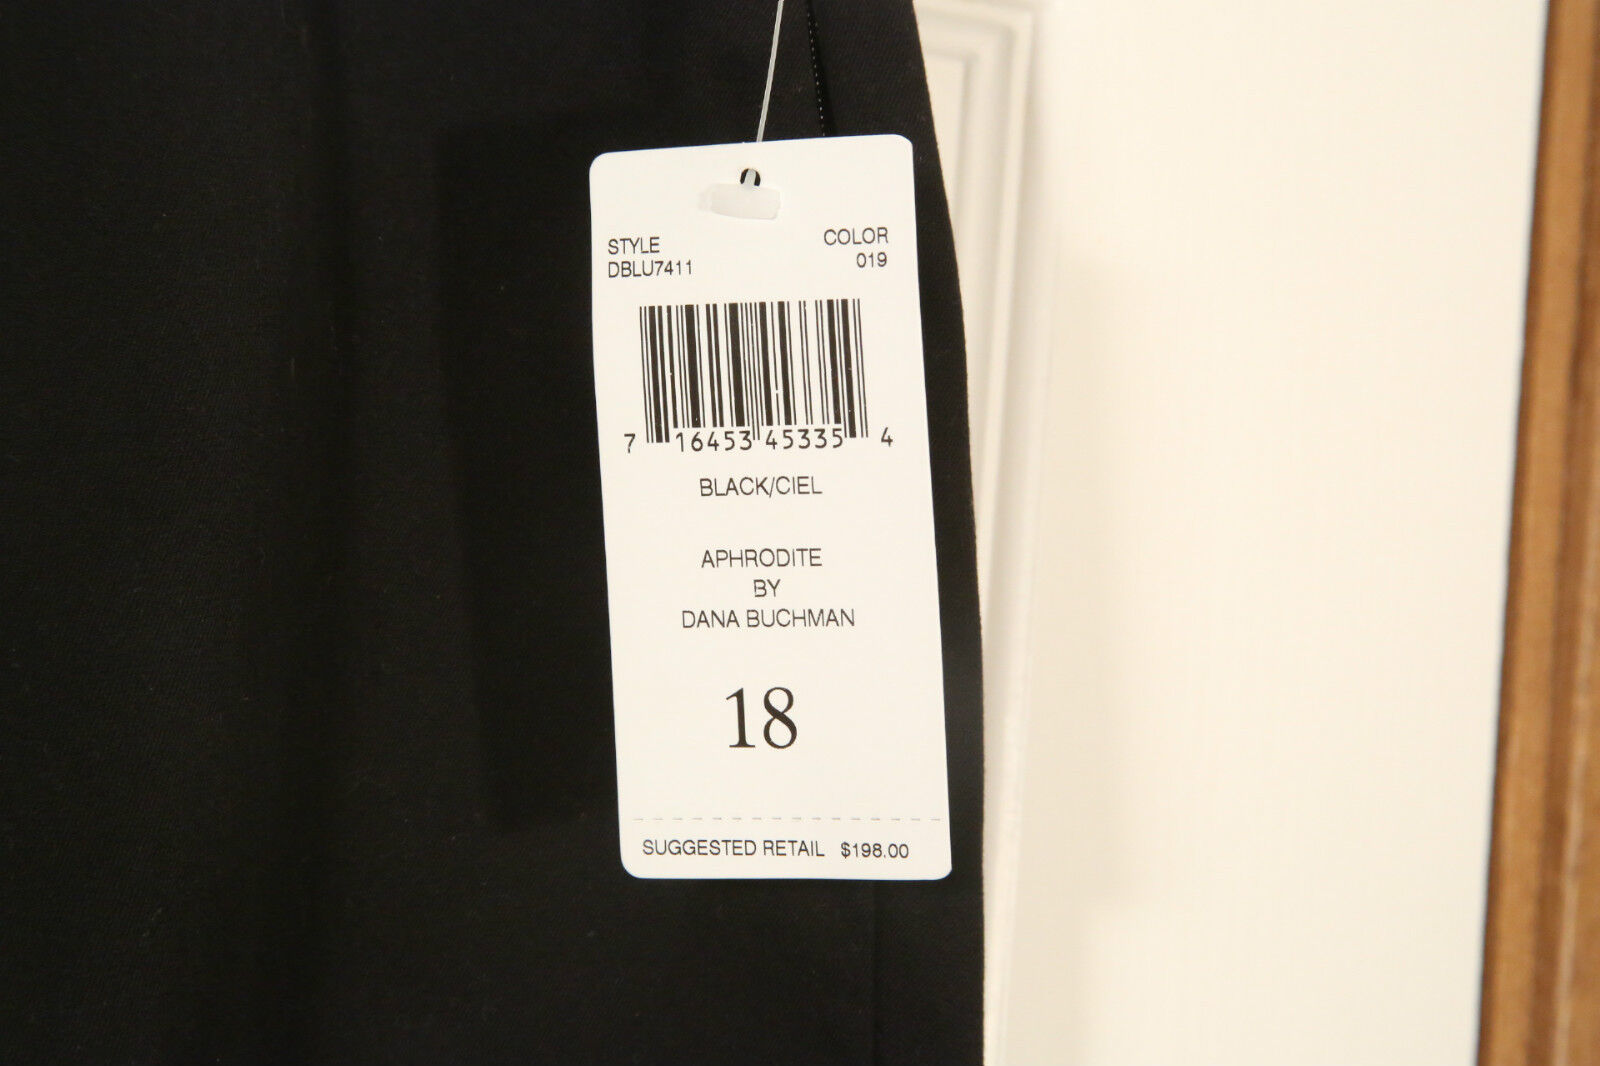 STYLE COLOR
DBLU7411 019
7 16453 45335 4
BLACK/CIEL
APHRODITE
BY
DANA BUCHMAN
18
SUGGESTED RETAIL $198.00